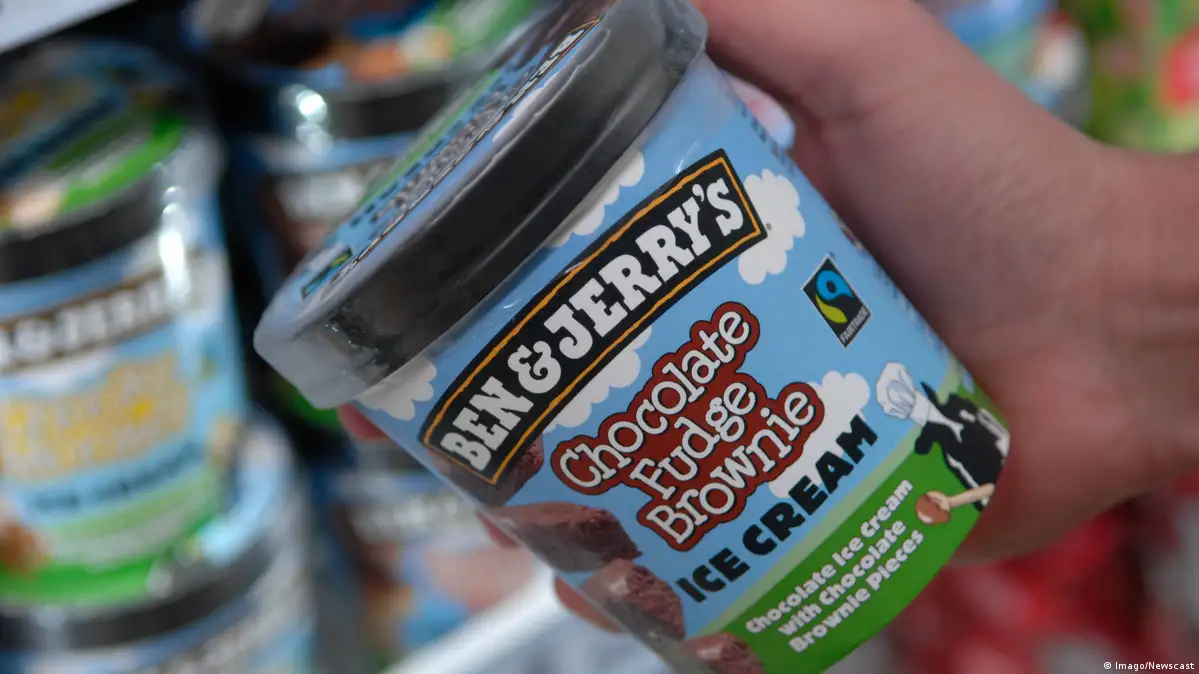 BEN & JERRY'S
Chocolate
Fudge
Brownie
ICE CREAM
FAIRTRADE
Chocolate Ice Cream
with Chocolate
Brownie Pieces
© Imago/Newscast